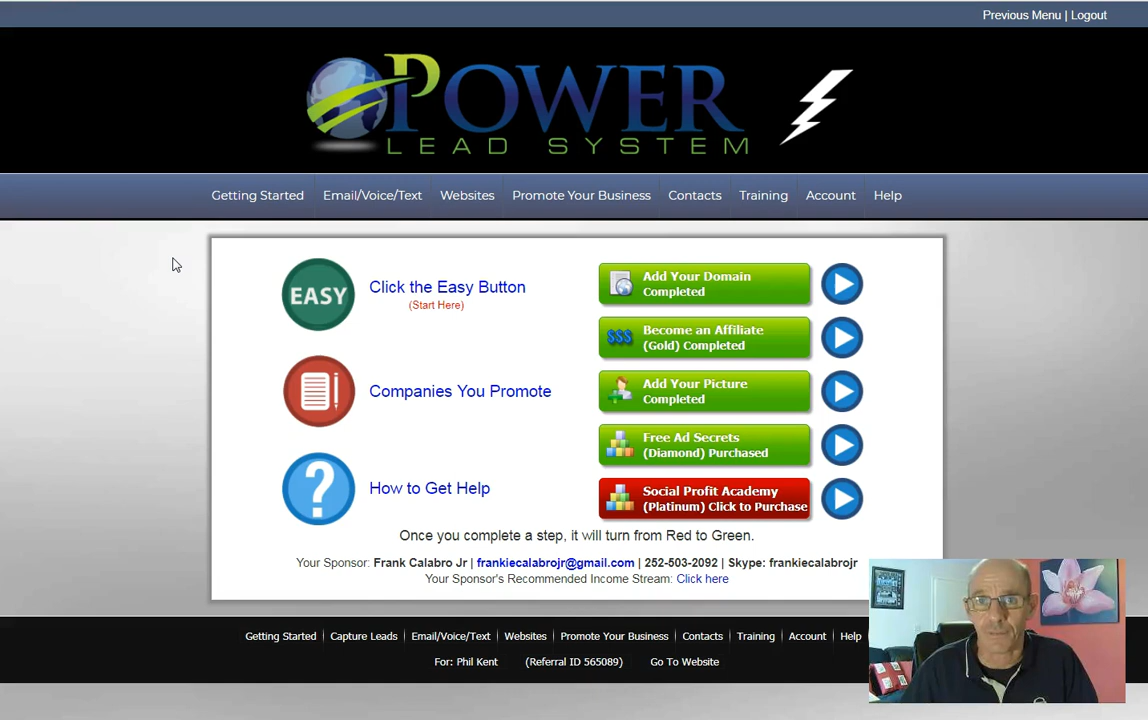 Previous Menu | Logout
POWER
LEAD SYSTEM
Getting Started Email/Voice/Text Websites Promote Your Business Contacts Training Account Help
EASY
Click the Easy Button
(Start Here)
Companies You Promote
?
How to Get Help
Add Your Domain
Completed
$$$
Become an Affiliate
(Gold) Completed
Add Your Picture
Completed
Free Ad Secrets
(Diamond) Purchased
Social Profit Academy
(Platinum) Click to Purchase
Once you complete a step, it will turn from Red to Green.
Your Sponsor: Frank Calabro Jr | frankiecalabrojr@gmail.com | 252-503-2092 | Skype: frankiecalabrojr
Your Sponsor's Recommended Income Stream: Click here
Getting Started | Capture Leads | Email/Voice/Text | Websites | Promote Your Business | Contacts | Training | Account | Help
For: Phil Kent (Referral ID 565089) Go To Website